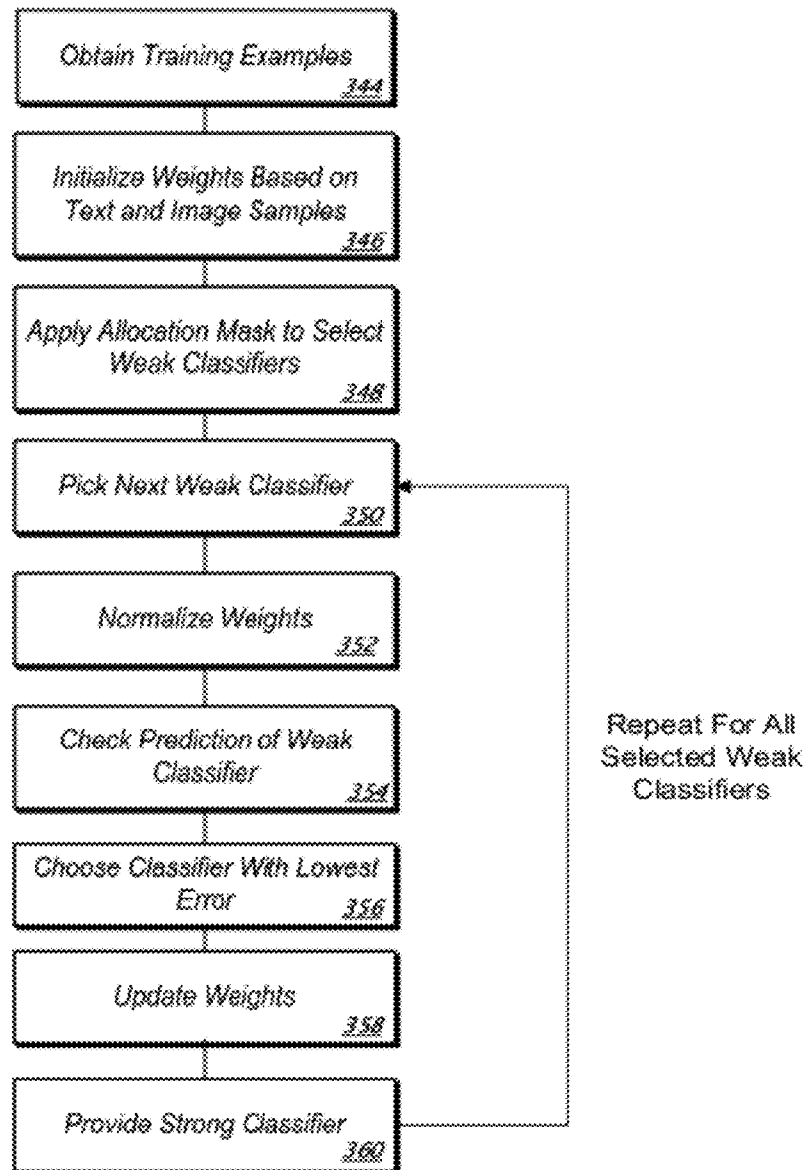 Obtain Training Examples
344
Initialize Weights Based on
Text and Image Samples
346
Apply Allocation Mask to Select
Weak Classifiers
348
Pick Next Weak Classifier
350
Normalize Weights
352
Check Prediction of Weak
Classifier
354
Choose Classifier With Lowest
Error
356
Update Weights
358
Provide Strong Classifier
360
Repeat For All
Selected Weak
Classifiers